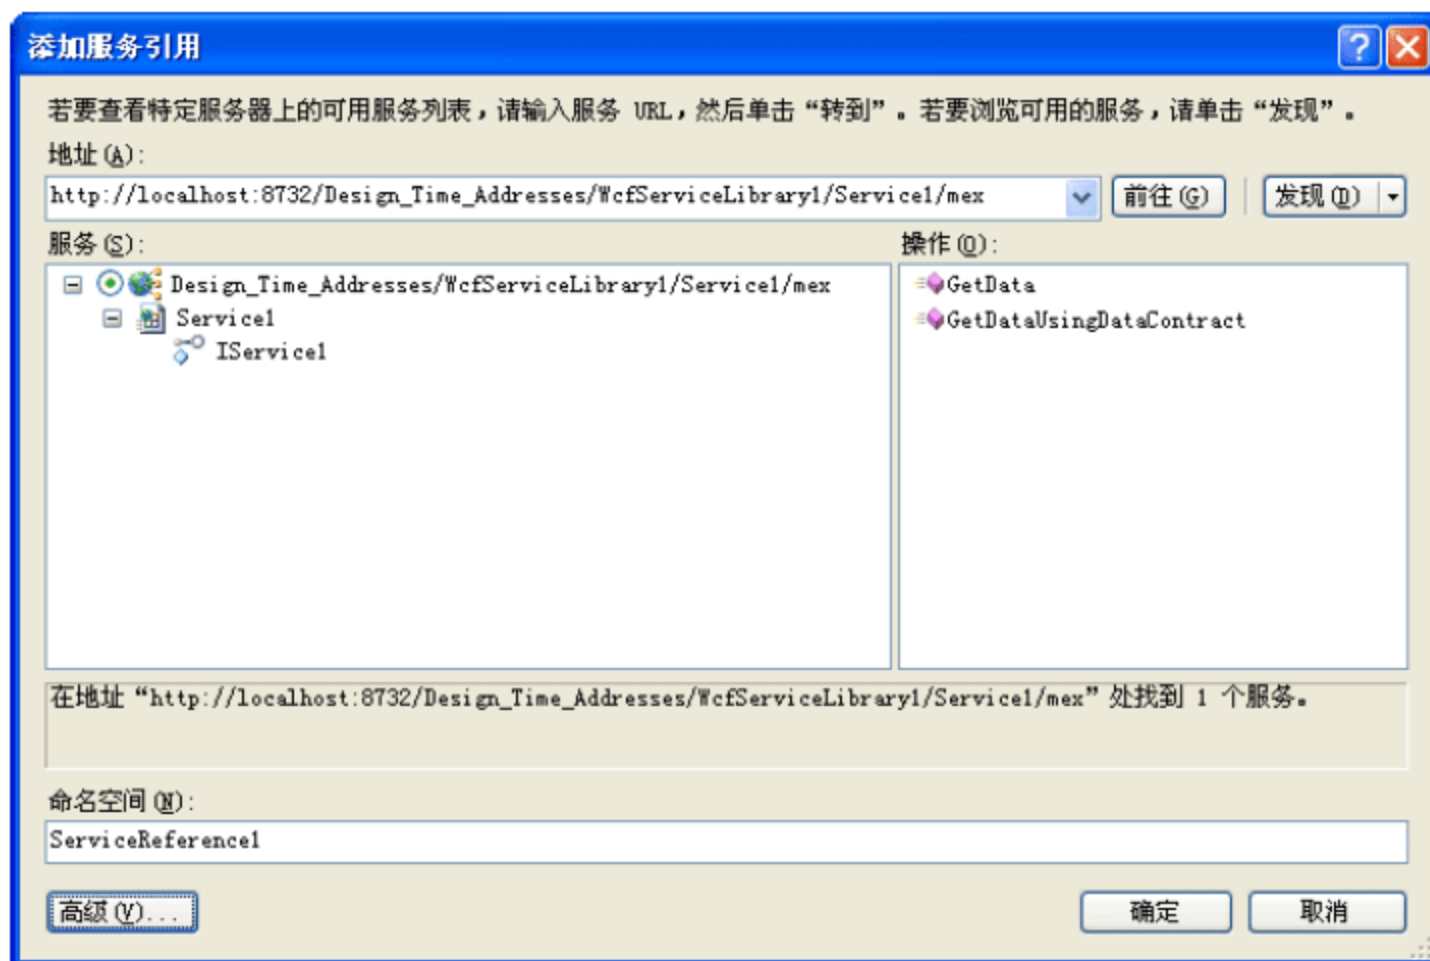 添加服务引用
若要查看特定服务器上的可用服务列表，请输入服务 URL，然后单击“转到”。若要浏览可用的服务，请单击“发现”。
地址(A):
http://localhost:8732/Design_Time_Addresses/WcfServiceLibrary1/Service1/mex 前往(G) 发现(D)
服务(S): 操作(O):
Design_Time_Addresses/WcfServiceLibrary1/Service1/mex GetData
Service1 GetDataUsingDataContract
IService1
在地址“http://localhost:8732/Design_Time_Addresses/WcfServiceLibrary1/Service1/mex”处找到 1 个服务。
命名空间(N):
ServiceReference1
高级(V)... 确定 取消